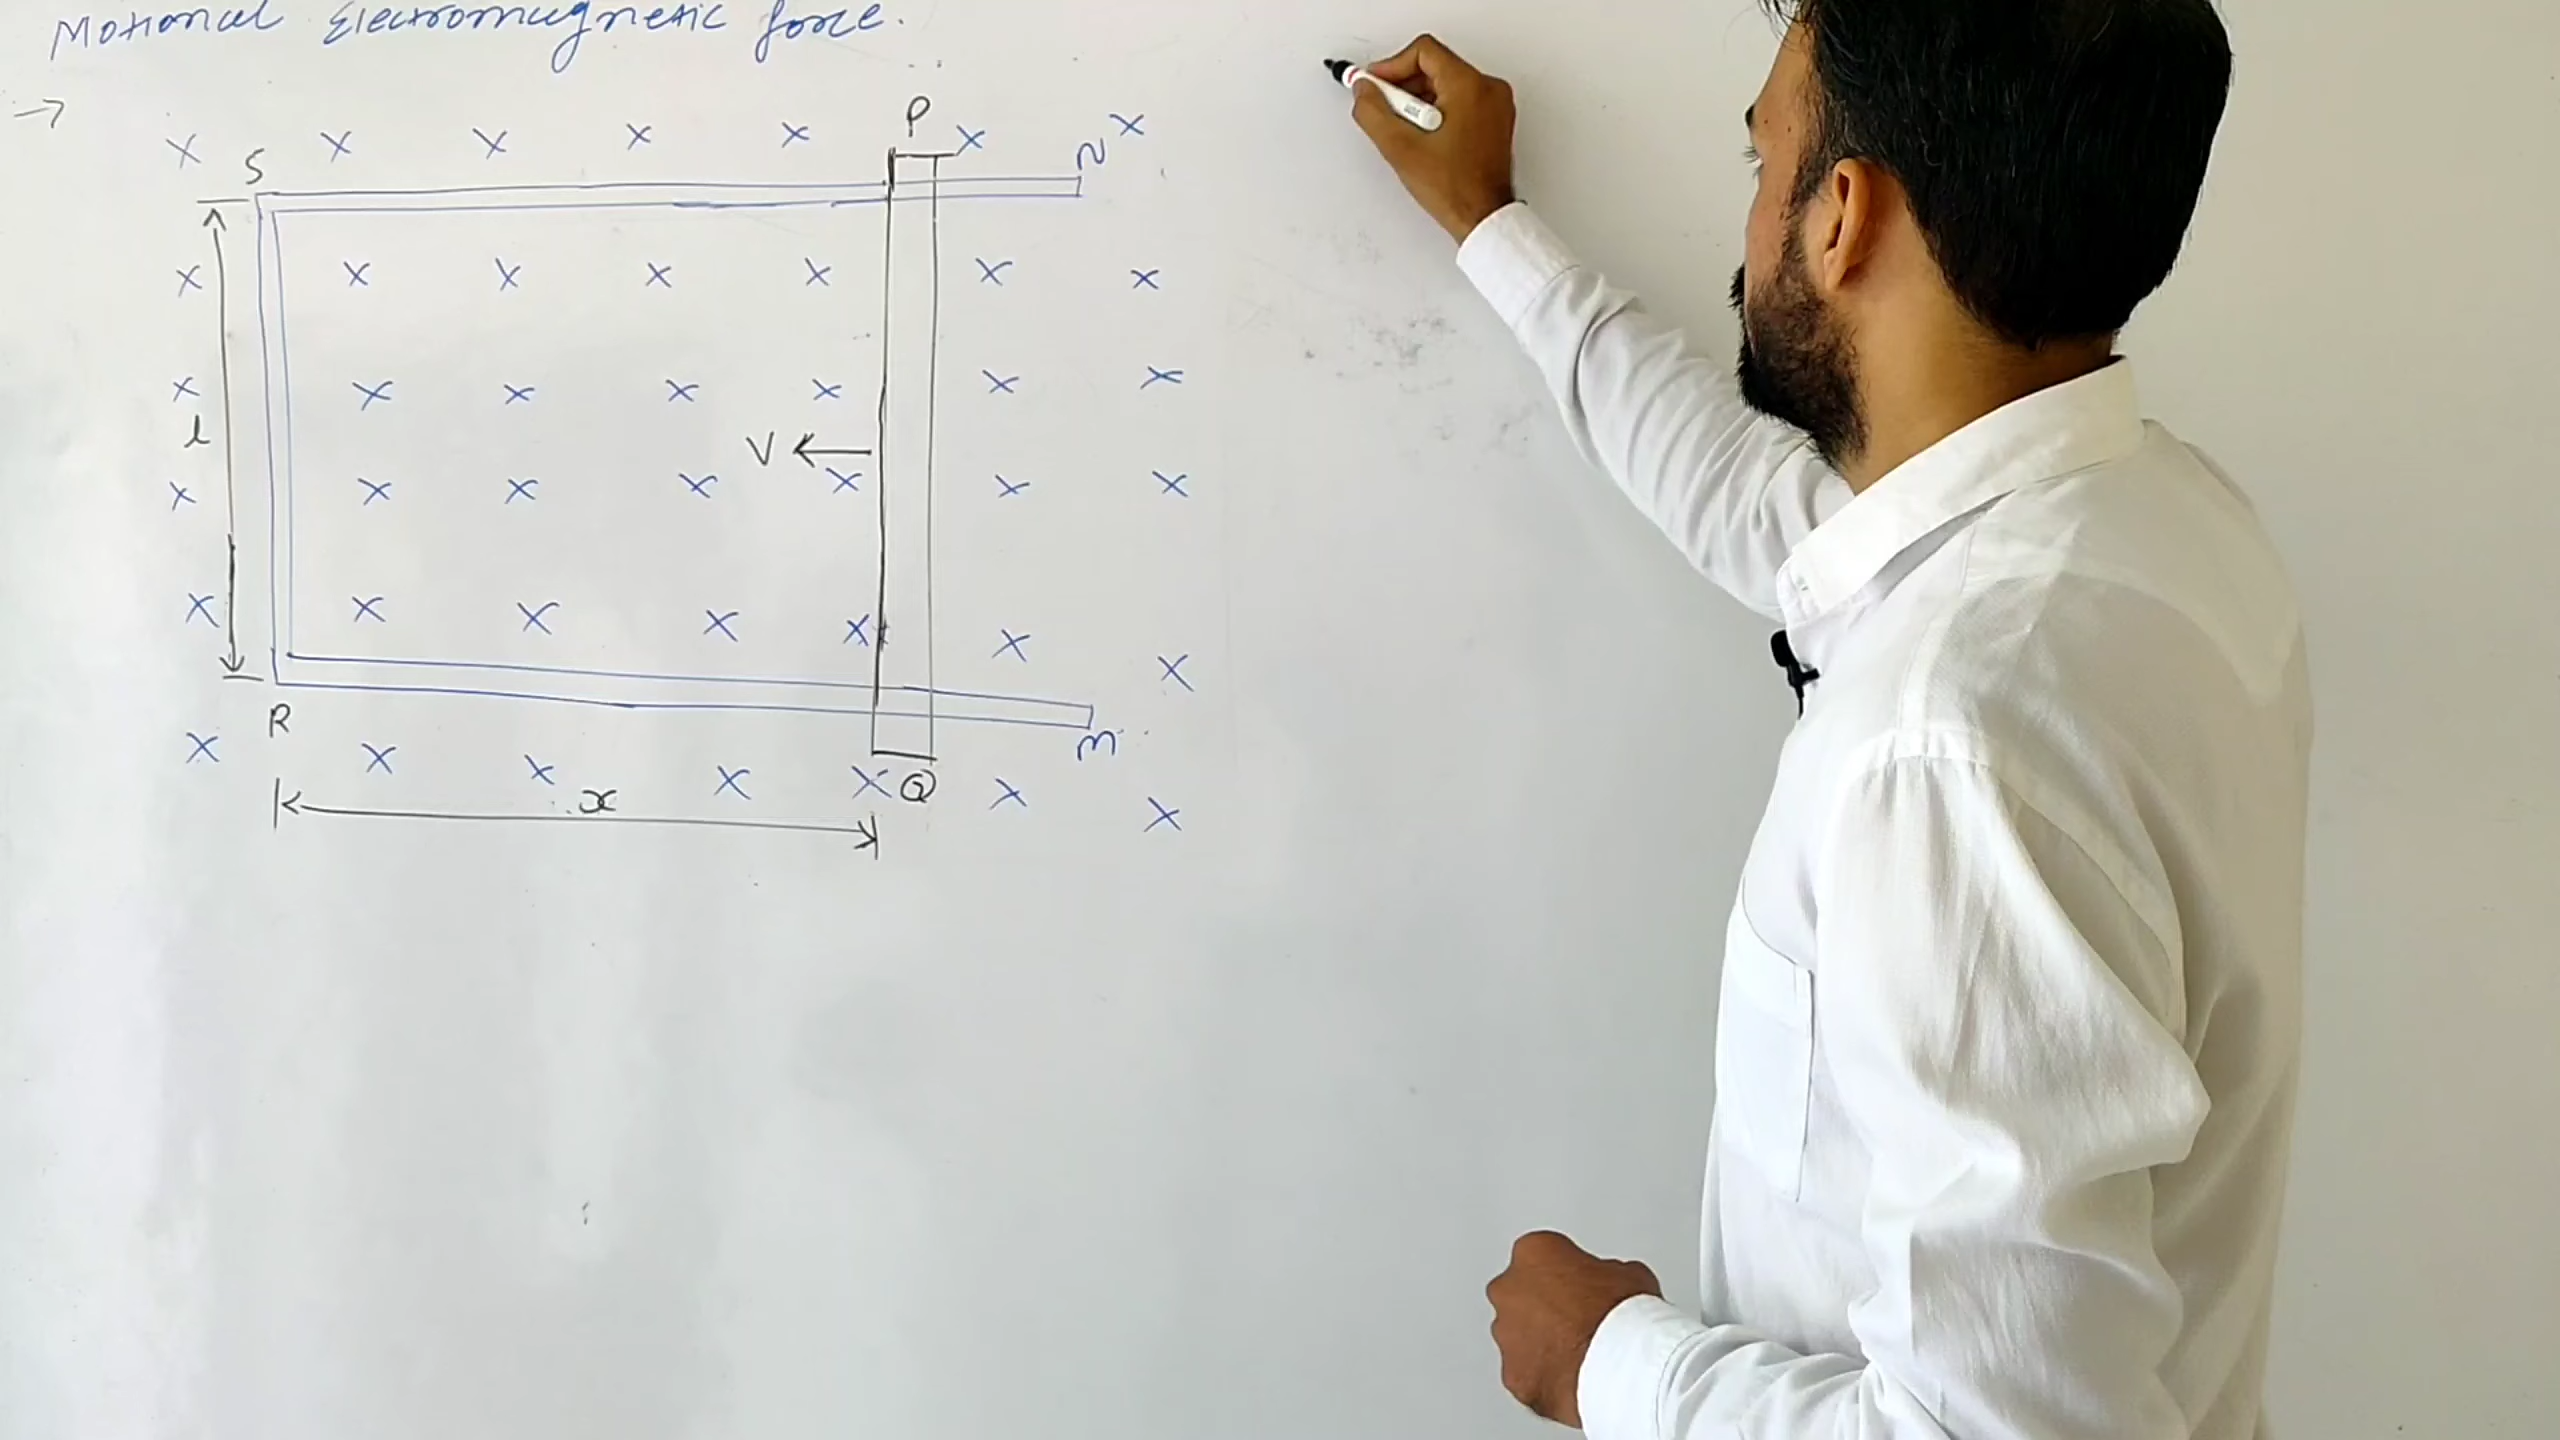 Motional Electromagnetic force.
→
x x x x x P x x
S N
x x x x x x x
x x x x x x x
l
V ←
x x x x x x x
x x x x x x x
R m
x x x x x Q x x
x